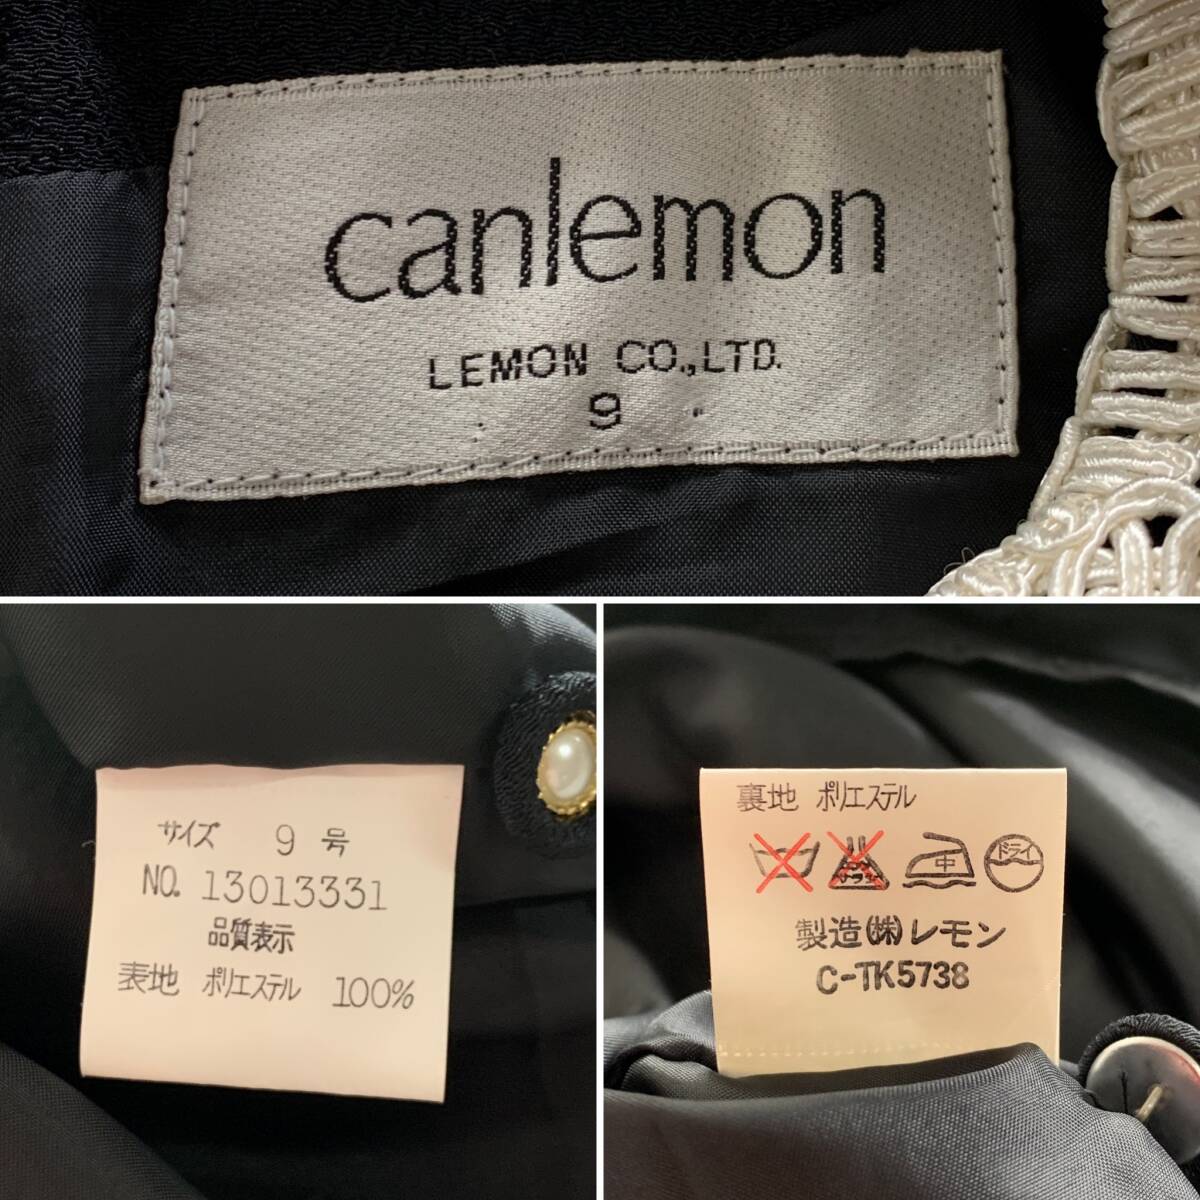 canlemon
LEMON CO.,LTD.
9
サイズ 9 号
NO. 13013331
品質表示
表地 ポリエステル 100%
裏地 ポリエステル
中 ドライ
製造(株)レモン
C-TK5738